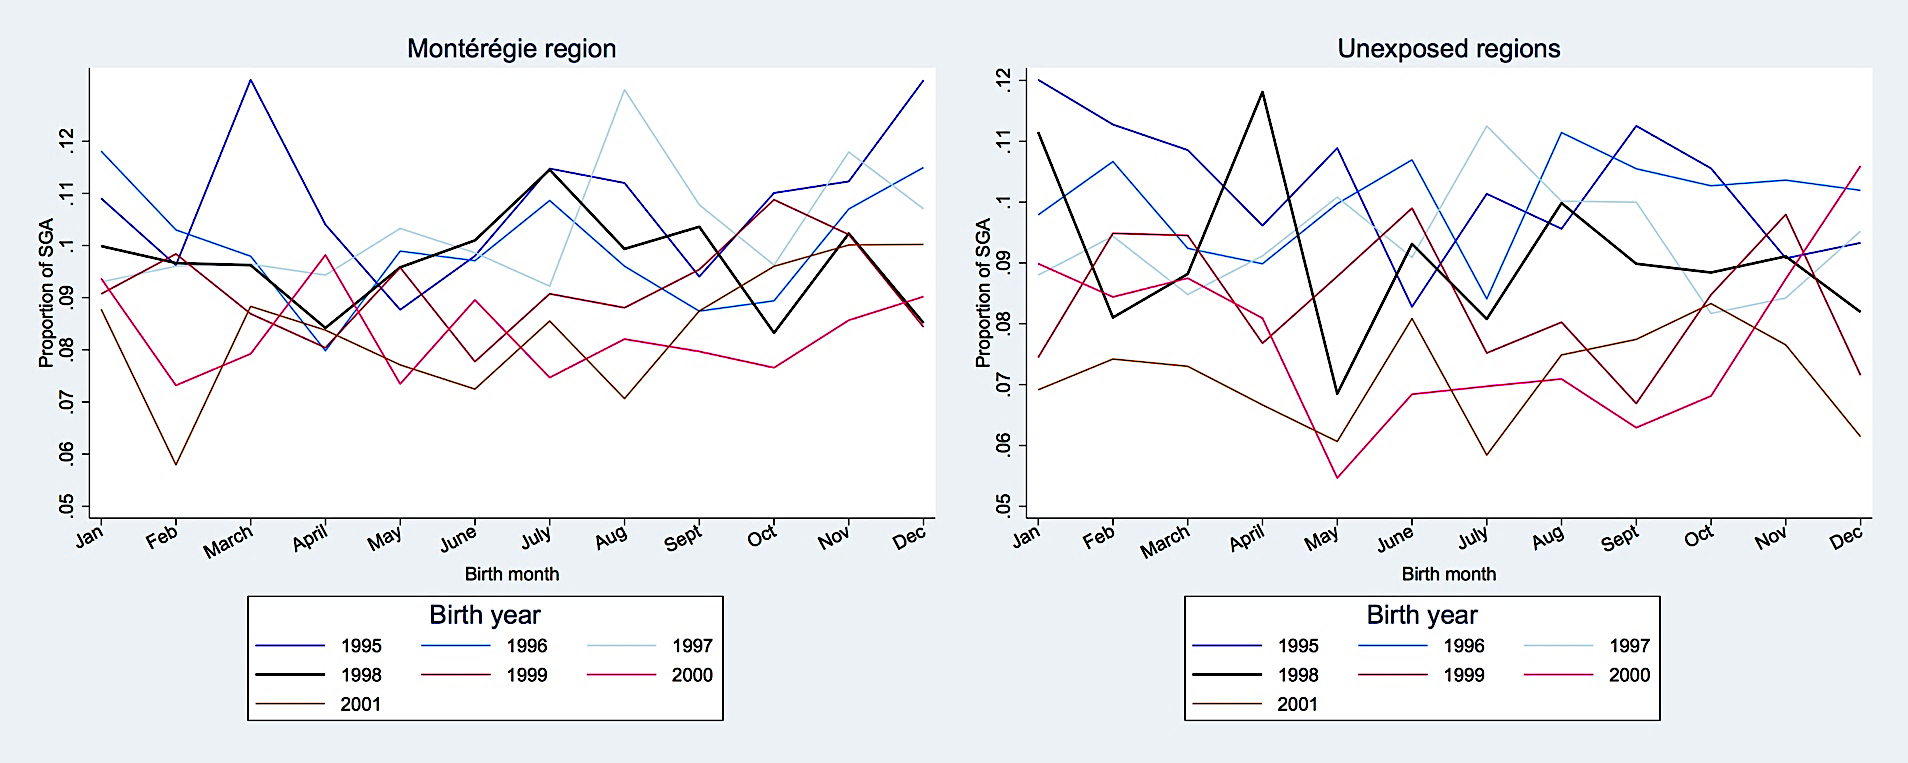 Montérégie region
Proportion of SGA
.12
.11
.1
.09
.08
.07
.06
.05
Jan Feb March April May June July Aug Sept Oct Nov Dec
Birth month
Birth year
1995 1996 1997
1998 1999 2000
2001
Unexposed regions
Proportion of SGA
.12
.11
.1
.09
.08
.07
.06
.05
Jan Feb March April May June July Aug Sept Oct Nov Dec
Birth month
Birth year
1995 1996 1997
1998 1999 2000
2001